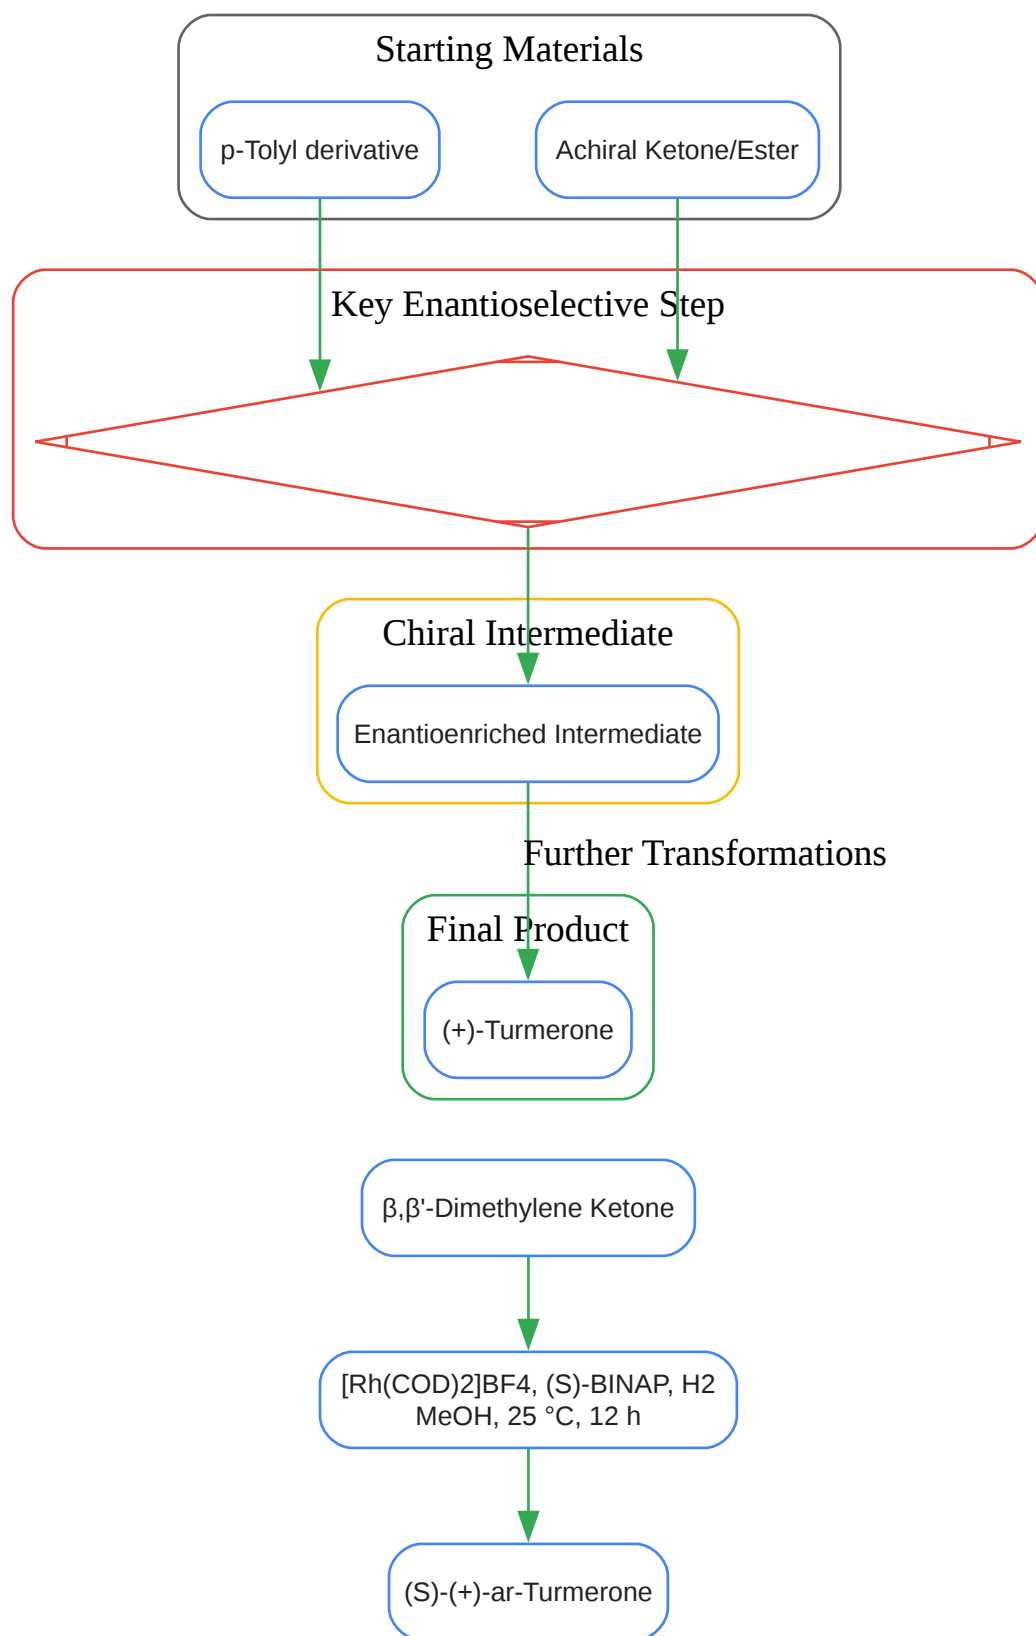 Starting Materials
p-Tolyl derivative
Achiral Ketone/Ester
Key Enantioselective Step
Chiral Intermediate
Enantioenriched Intermediate
Further Transformations
Final Product
(+)-Turmerone
β,β'-Dimethylene Ketone
[Rh(COD)2]BF4, (S)-BINAP, H2
MeOH, 25 °C, 12 h
(S)-(+)-ar-Turmerone